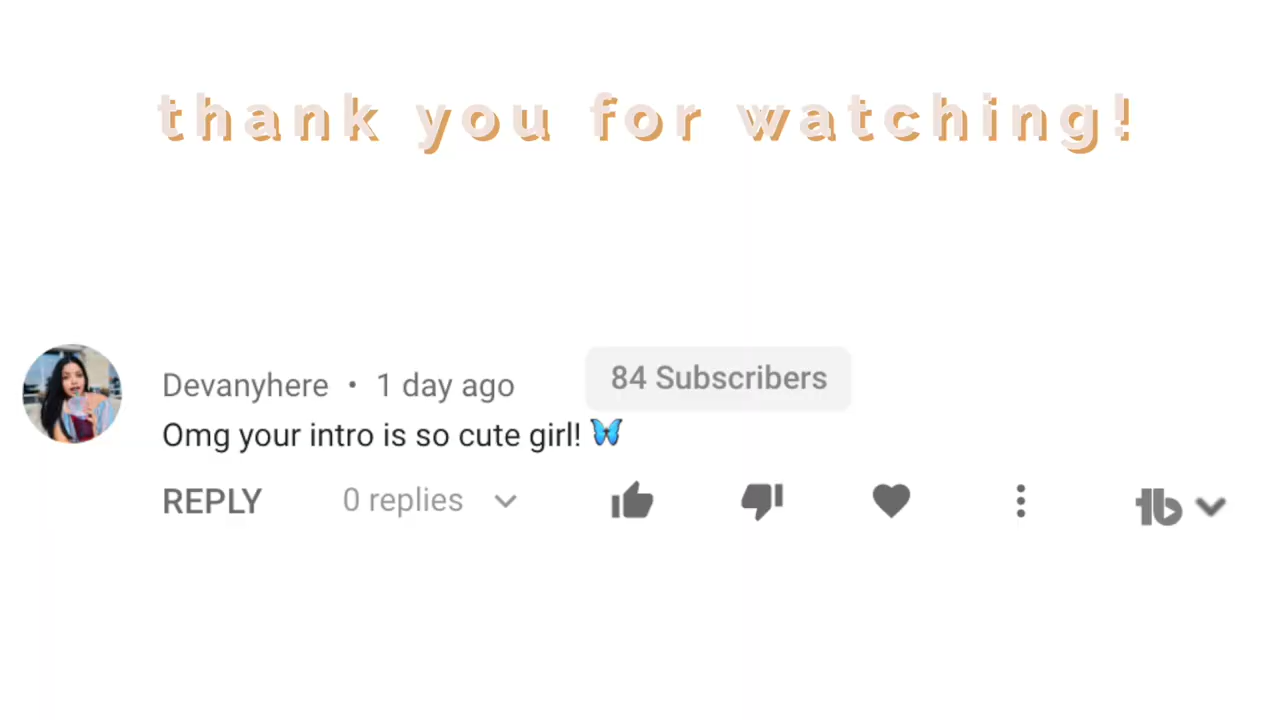 thank you for watching!
Devanyhere • 1 day ago 84 Subscribers
Omg your intro is so cute girl! 🦋
REPLY 0 replies
tb